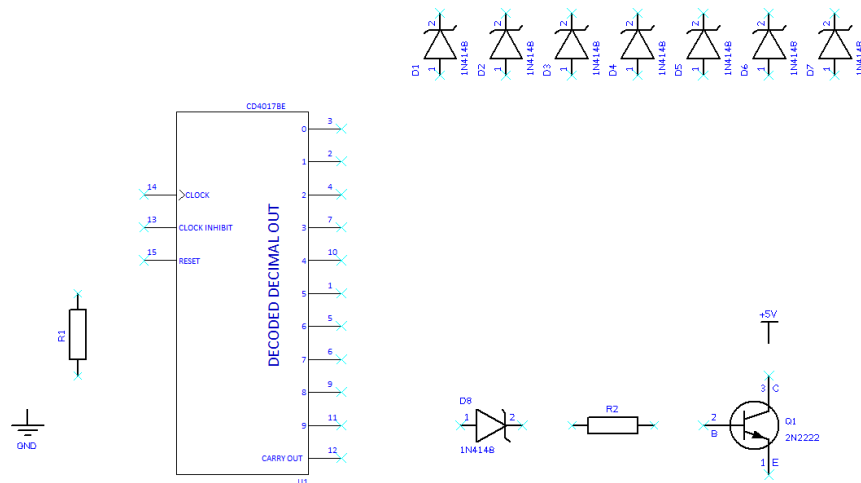 2 2 2 2 2 2 2
D1 1 1N4148 D2 1 1N4148 D3 1 1N4148 D4 1 1N4148 D5 1 1N4148 D6 1 1N4148 D7 1 1N4148
CD4017BE
0 3
1 2
14 CLOCK 2 4
13 CLOCK INHIBIT 3 7
15 RESET 4 10
DECODED DECIMAL OUT
5 1
6 5
7 6
8 9
9 11
CARRY OUT 12
U1
R1
GND
D8
1 2
1N4148
R2
+5V
3 C
2
B
Q1
2N2222
1 E